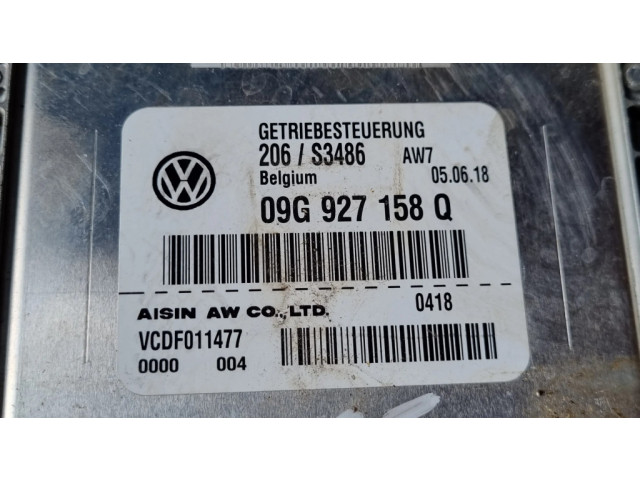 GETRIEBESTEUERUNG
206 / S3486 AW7
Belgium 05.06.18
09G 927 158 Q
AISIN AW CO., LTD. 0418
VCDF011477
0000 004